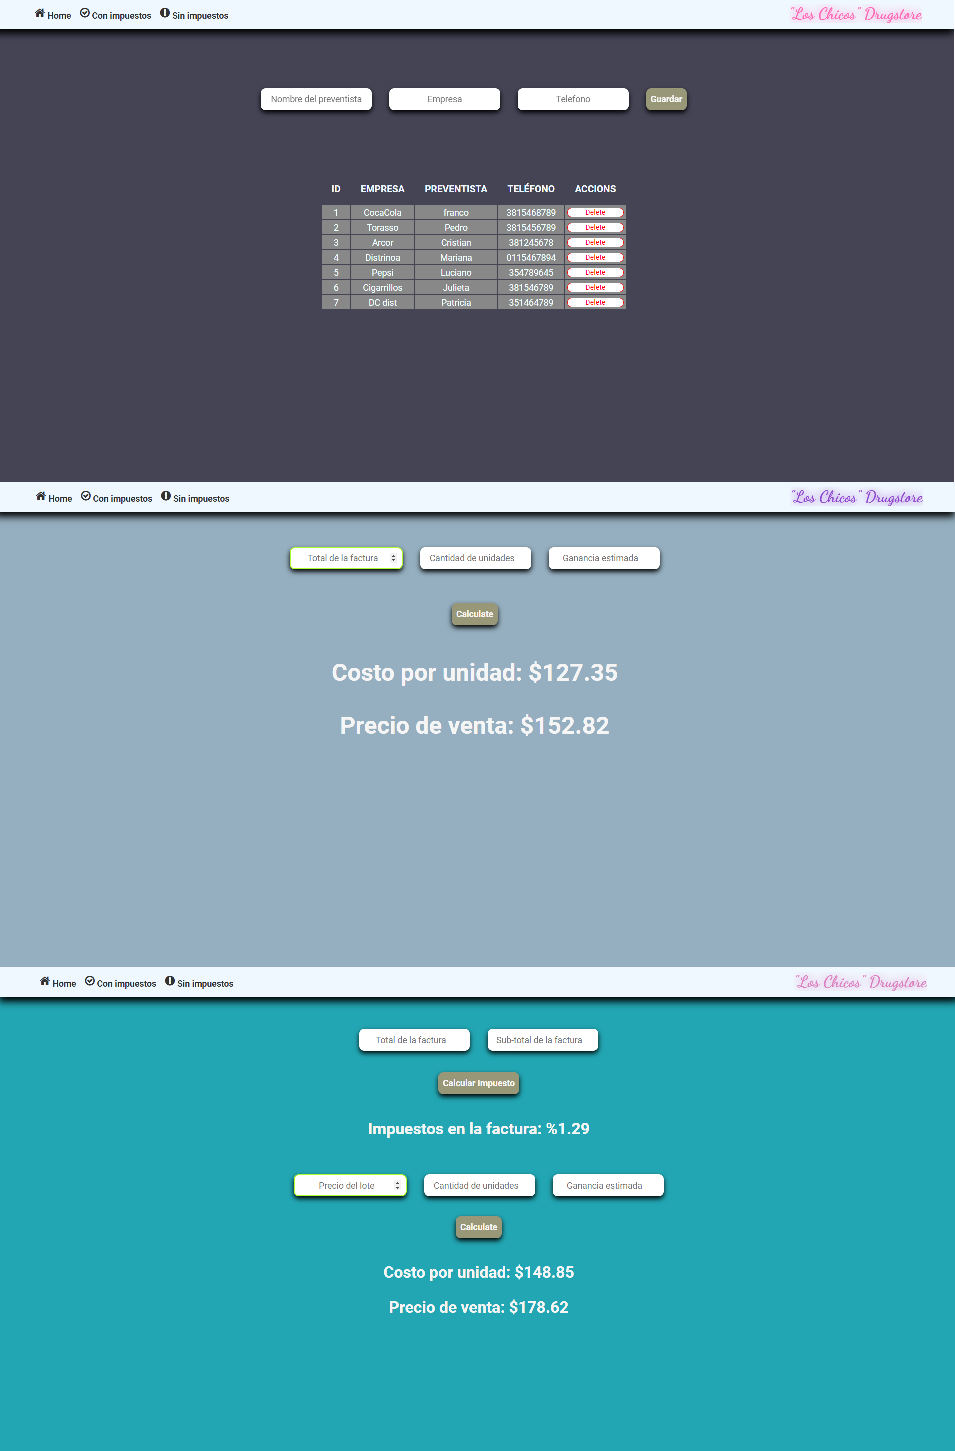 Home Con impuestos Sin impuestos "Los Chicos" Drugstore
Nombre del preventista Empresa Telefono Guardar
ID EMPRESA PREVENTISTA TELÉFONO ACCIONS
1 CocaCola franco 3815468789 Delete
2 Torasso Pedro 3815456789 Delete
3 Arcor Cristian 381245678 Delete
4 Distrinoa Mariana 0115467894 Delete
5 Pepsi Luciano 354789645 Delete
6 Cigarrillos Julieta 381546789 Delete
7 DC dist Patricia 351464789 Delete
Home Con impuestos Sin impuestos "Los Chicos" Drugstore
Total de la factura Cantidad de unidades Ganancia estimada
Calculate
Costo por unidad: $127.35
Precio de venta: $152.82
Home Con impuestos Sin impuestos "Los Chicos" Drugstore
Total de la factura Sub-total de la factura
Calcular Impuesto
Impuestos en la factura: %1.29
Precio del lote Cantidad de unidades Ganancia estimada
Calculate
Costo por unidad: $148.85
Precio de venta: $178.62